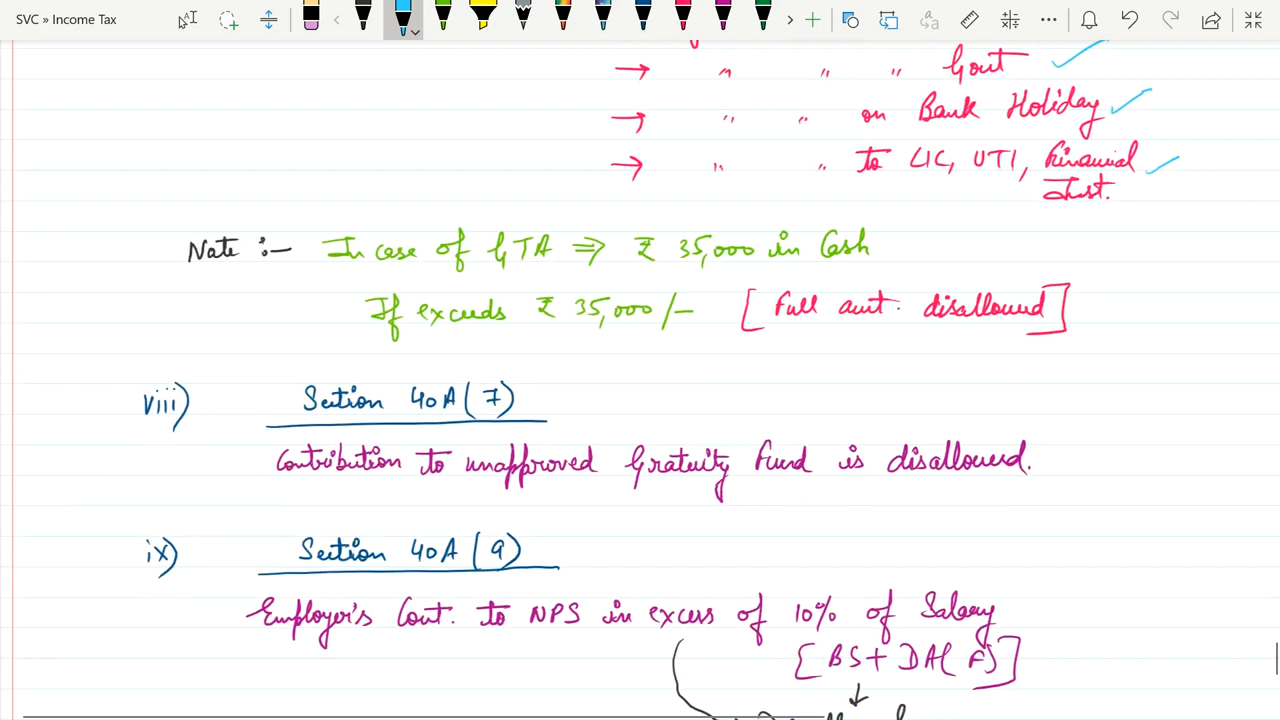 SVC » Income Tax
→ " " " Govt
→ " " on Bank Holiday
→ " " to LIC, UTI, Financial
Inst.
Note :- In case of GTA ⇒ ₹ 35,000 in Cash
If exceeds ₹ 35,000/- [Full amt. disallowed]
viii) Section 40A(7)
Contribution to unapproved Gratuity Fund is disallowed.
ix) Section 40A(9)
Employer's Cont. to NPS in excess of 10% of Salary
[BS + DA(F)]